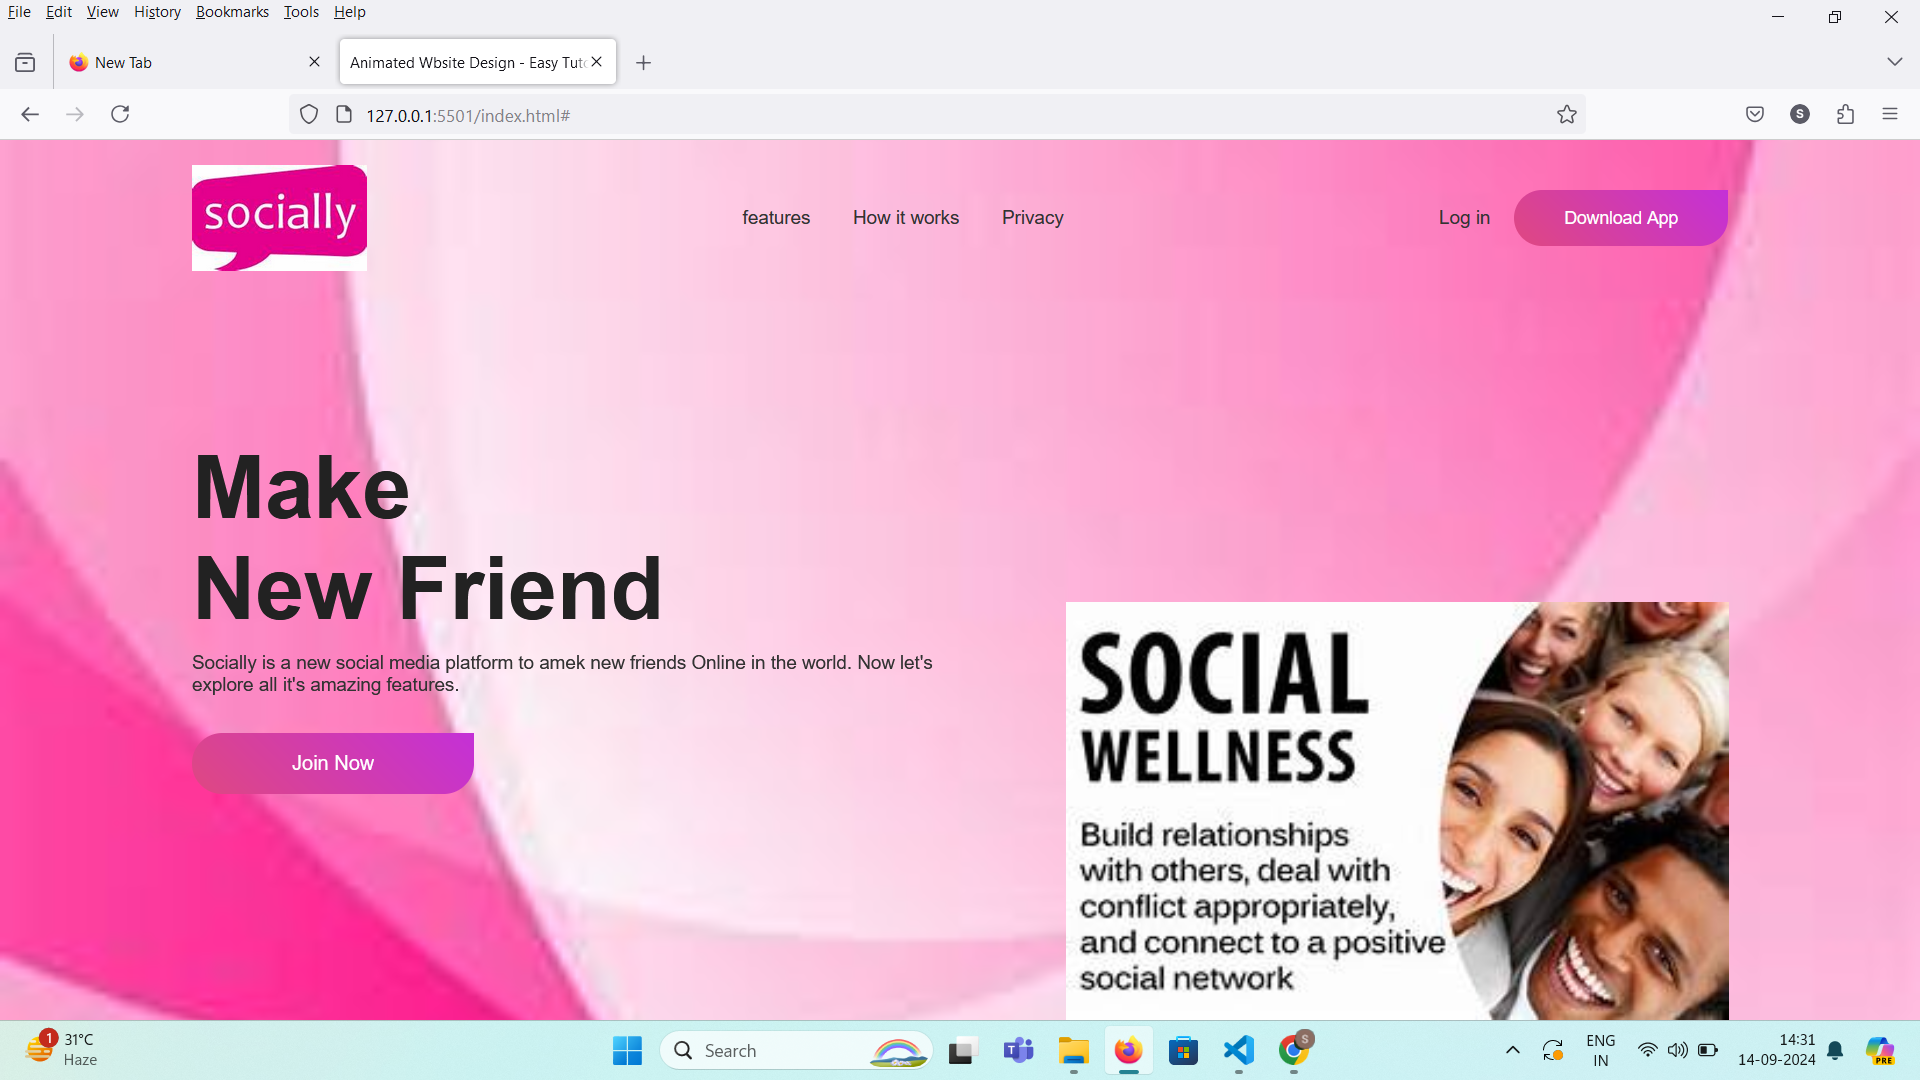 File Edit View History Bookmarks Tools Help
New Tab
Animated Wbsite Design - Easy Tuto
127.0.0.1:5501/index.html#
S
socially
features How it works Privacy
Log in Download App
Make
New Friend
Socially is a new social media platform to amek new friends Online in the world. Now let's
explore all it's amazing features.
Join Now
SOCIAL
WELLNESS
Build relationships
with others, deal with
conflict appropriately,
and connect to a positive
social network
1
31°C
Haze
Search
T
S
ENG
IN
14:31
14-09-2024
PRE